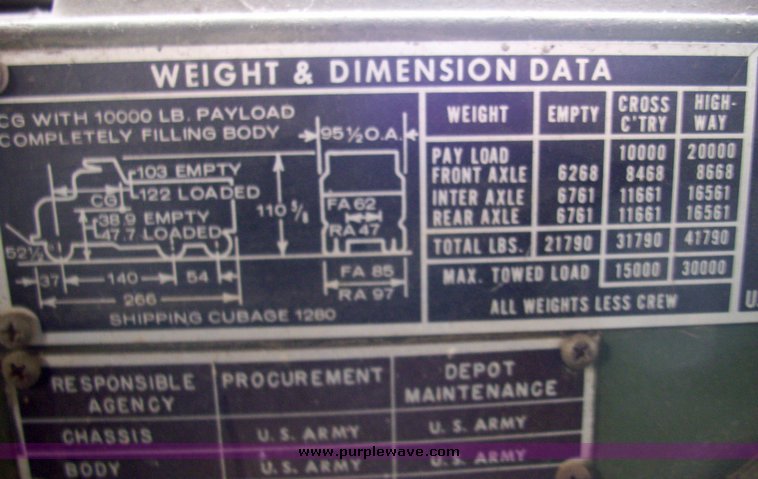 WEIGHT & DIMENSION DATA
CG WITH 10000 LB. PAYLOAD
COMPLETELY FILLING BODY
95½ O.A.
103 EMPTY
122 LOADED
CG
38.9 EMPTY
47.7 LOADED
52½
110 5/8
FA 62
RA 47
37 140 54
266
FA 85
RA 97
SHIPPING CUBAGE 1280
WEIGHT EMPTY CROSS C'TRY HIGH-WAY
PAY LOAD 10000 20000
FRONT AXLE 6268 8468 8668
INTER AXLE 6761 11661 16561
REAR AXLE 6761 11661 16561
TOTAL LBS. 21790 31790 41790
MAX. TOWED LOAD 15000 30000
ALL WEIGHTS LESS CREW
U
RESPONSIBLE AGENCY PROCUREMENT DEPOT MAINTENANCE
CHASSIS U. S. ARMY U. S. ARMY
BODY U. S. ARMY U. S. ARMY
www.purplewave.com